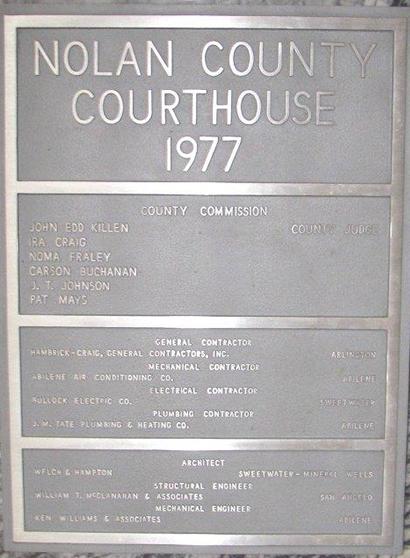 NOLAN COUNTY
COURTHOUSE
1977
COUNTY COMMISSION
JOHN EDD KILLEN COUNTY JUDGE
IRA CRAIG
NOMA FRALEY
CARSON BUCHANAN
J. T. JOHNSON
PAT MAYS
GENERAL CONTRACTOR
HAMBRICK-CRAIG, GENERAL CONTRACTORS, INC. ARLINGTON
MECHANICAL CONTRACTOR
ABILENE AIR CONDITIONING CO. ABILENE
ELECTRICAL CONTRACTOR
BULLOCK ELECTRIC CO. SWEETWATER
PLUMBING CONTRACTOR
J. M. TATE PLUMBING & HEATING CO. ABILENE
ARCHITECT
WELCH & HAMPTON SWEETWATER-MINERAL WELLS
STRUCTURAL ENGINEER
WILLIAM T. MCCLANAHAN & ASSOCIATES SAN ANGELO
MECHANICAL ENGINEER
KEN WILLIAMS & ASSOCIATES ABILENE